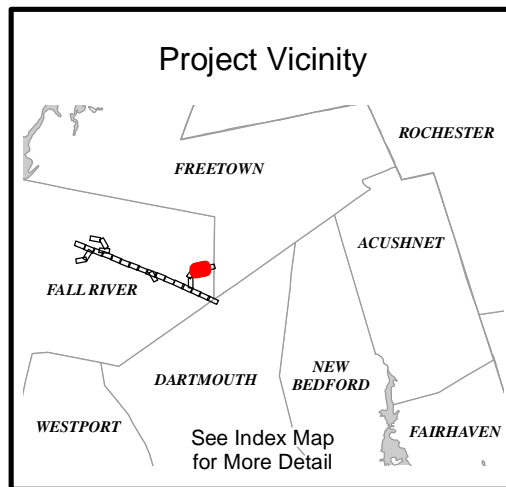 Project Vicinity
ROCHESTER
FREETOWN
ACUSHNET
FALL RIVER
DARTMOUTH
NEW
BEDFORD
WESTPORT
FAIRHAVEN
See Index Map
for More Detail